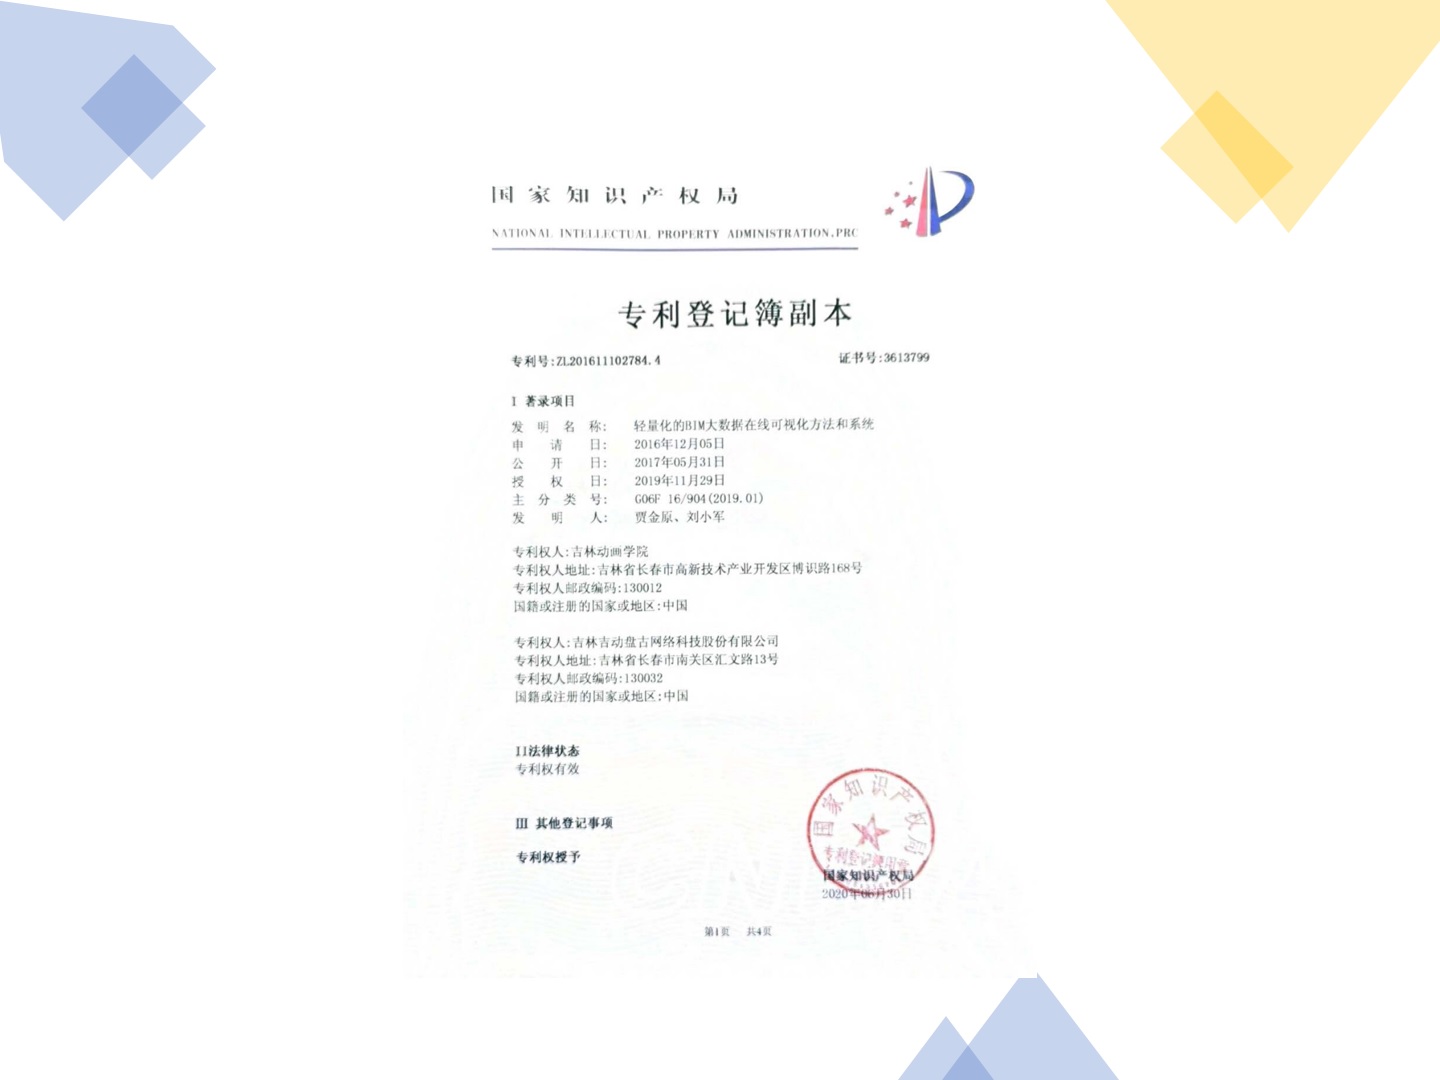 国家知识产权局
NATIONAL INTELLECTUAL PROPERTY ADMINISTRATION,PRC
专利登记簿副本
专利号:ZL201611102784.4 证书号:3613799
I 著录项目
发明名称: 轻量化的BIM大数据在线可视化方法和系统
申请日: 2016年12月05日
公开日: 2017年05月31日
授权日: 2019年11月29日
主分类号: G06F 16/904(2019.01)
发明人: 贾金原、刘小军
专利权人:吉林动画学院
专利权人地址:吉林省长春市高新技术产业开发区博识路168号
专利权人邮政编码:130012
国籍或注册的国家或地区:中国
专利权人:吉林吉动盘古网络科技股份有限公司
专利权人地址:吉林省长春市南关区汇文路13号
专利权人邮政编码:130032
国籍或注册的国家或地区:中国
II法律状态
专利权有效
III 其他登记事项
专利权授予
国家知识产权局
专利登记簿用章
国家知识产权局
2020年06月30日
第1页 共4页